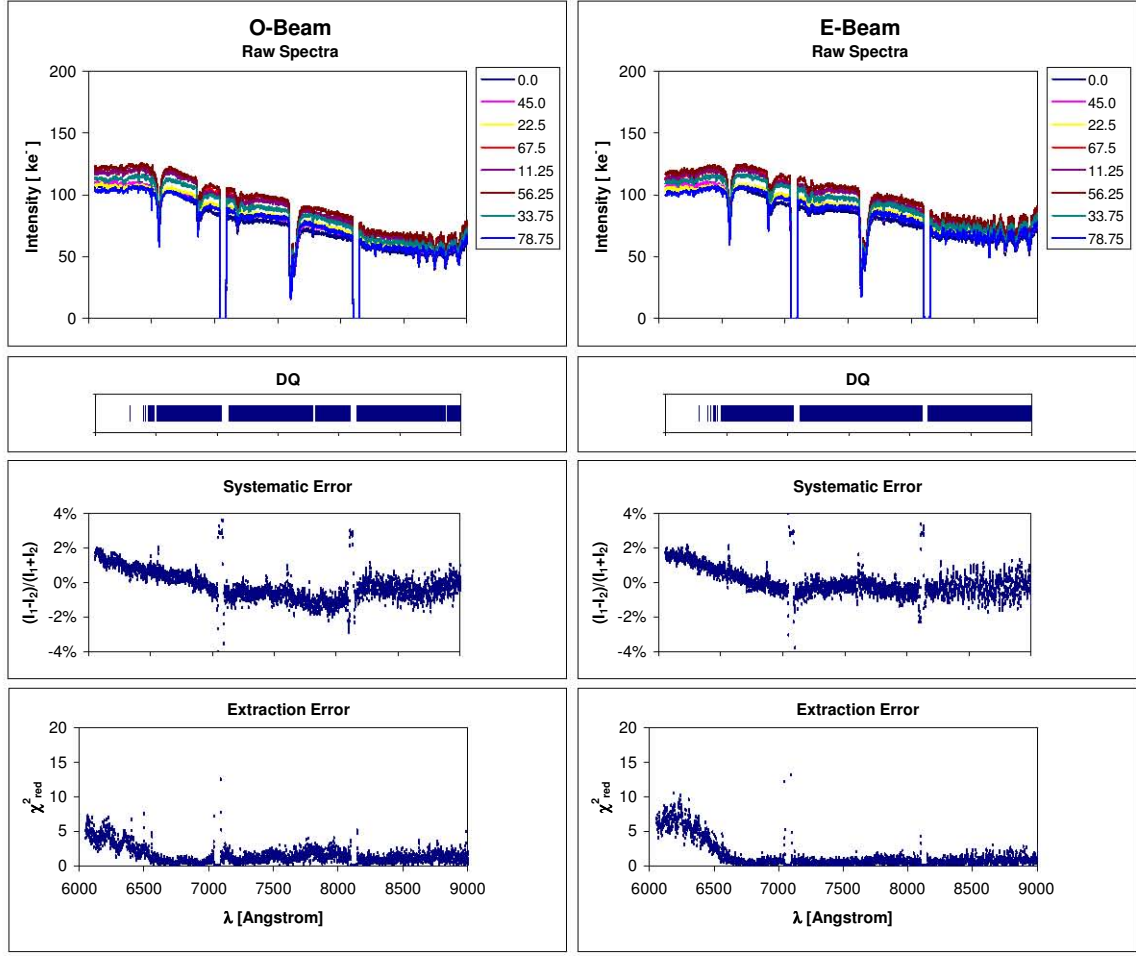 O-Beam
Raw Spectra
200
150
100
50
0
Intensity [ ke⁻ ]
0.0
45.0
22.5
67.5
11.25
56.25
33.75
78.75
DQ
Systematic Error
4%
2%
0%
-2%
-4%
(I₁-I₂)/(I₁+I₂)
Extraction Error
20
15
10
5
0
χ²red
6000 6500 7000 7500 8000 8500 9000
λ [Angstrom]
E-Beam
Raw Spectra
200
150
100
50
0
Intensity [ ke⁻ ]
0.0
45.0
22.5
67.5
11.25
56.25
33.75
78.75
DQ
Systematic Error
4%
2%
0%
-2%
-4%
(I₁-I₂)/(I₁+I₂)
Extraction Error
20
15
10
5
0
χ²red
6000 6500 7000 7500 8000 8500 9000
λ [Angstrom]